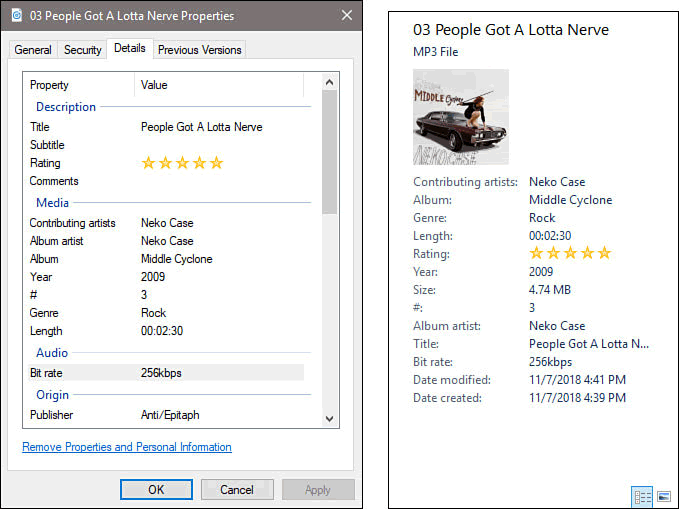 03 People Got A Lotta Nerve Properties
General Security Details Previous Versions
Property Value
Description
Title People Got A Lotta Nerve
Subtitle
Rating
Comments
Media
Contributing artists Neko Case
Album artist Neko Case
Album Middle Cyclone
Year 2009
# 3
Genre Rock
Length 00:02:30
Audio
Bit rate 256kbps
Origin
Publisher Anti/Epitaph
Remove Properties and Personal Information
OK Cancel Apply
03 People Got A Lotta Nerve
MP3 File
MIDDLE Cyclone
NEKO CASE
Contributing artists: Neko Case
Album: Middle Cyclone
Genre: Rock
Length: 00:02:30
Rating:
Year: 2009
Size: 4.74 MB
#: 3
Album artist: Neko Case
Title: People Got A Lotta N...
Bit rate: 256kbps
Date modified: 11/7/2018 4:41 PM
Date created: 11/7/2018 4:39 PM